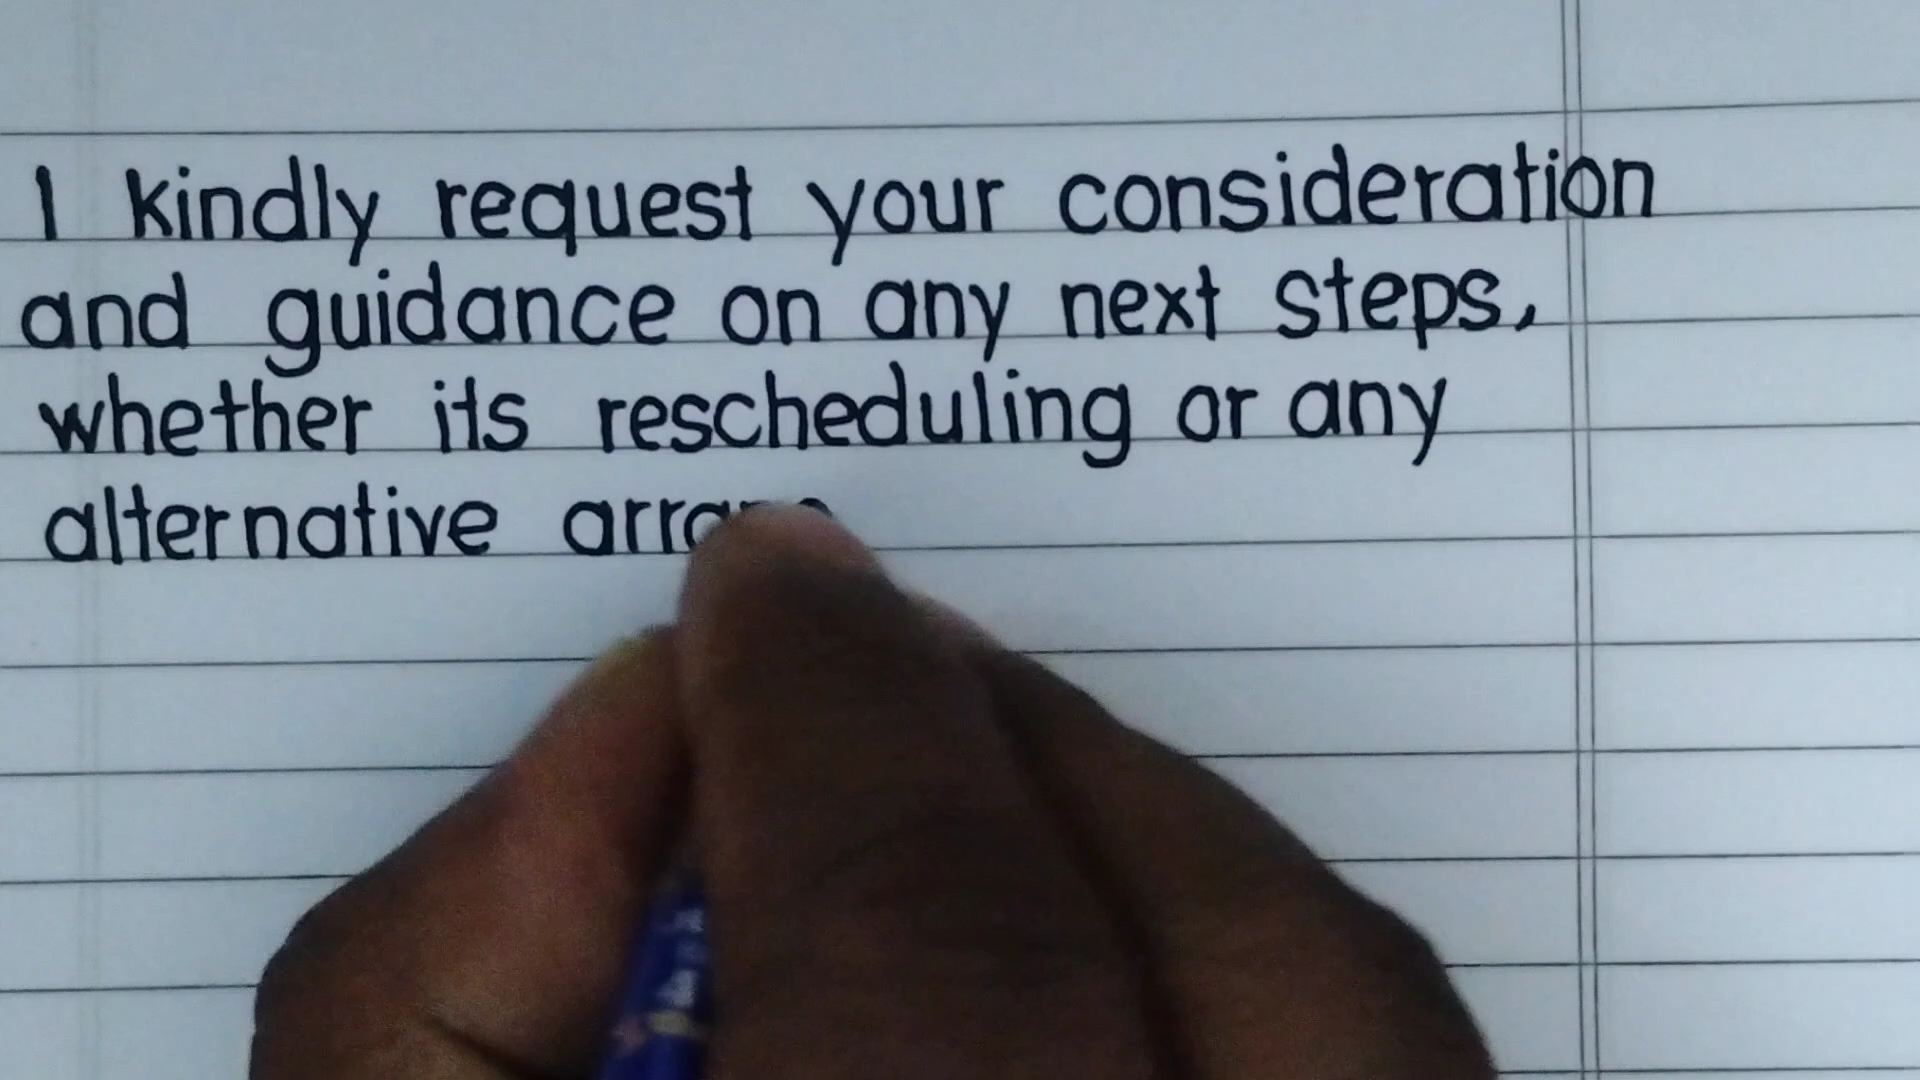 I kindly request your consideration
and guidance on any next steps,
whether its rescheduling or any
alternative